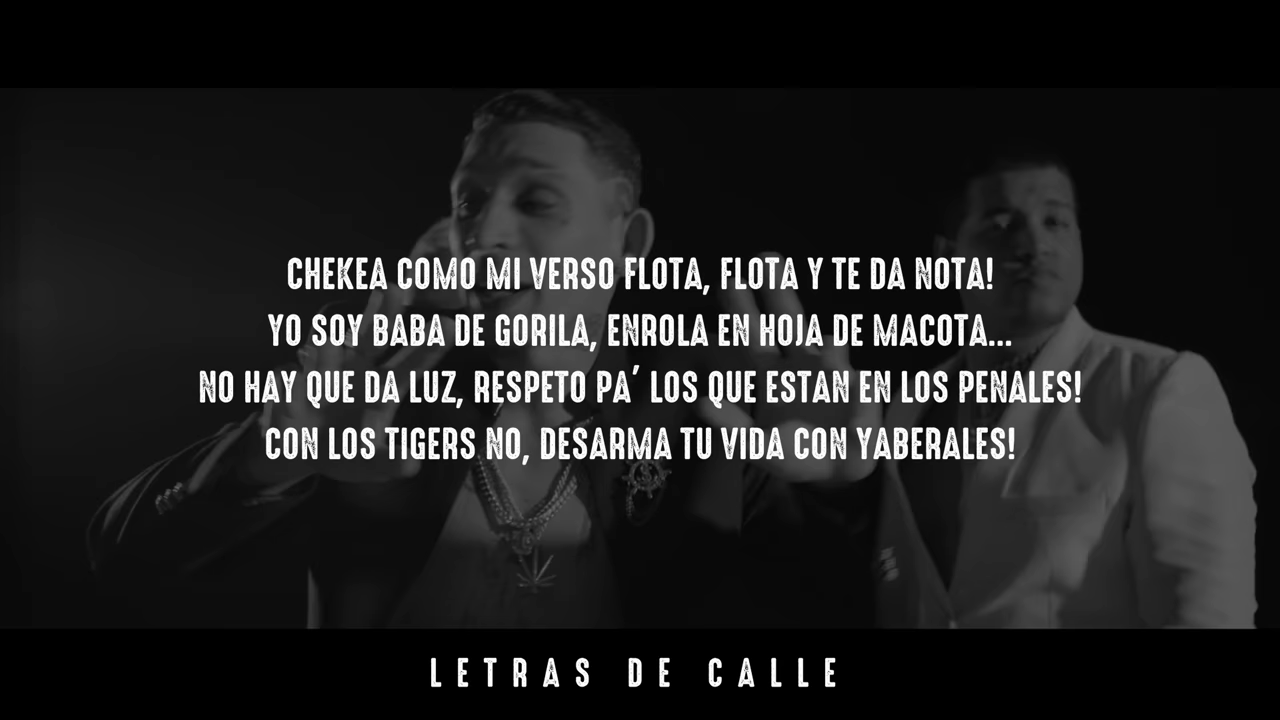 CHEKEA COMO MI VERSO FLOTA, FLOTA Y TE DA NOTA!
YO SOY BABA DE GORILA, ENROLA EN HOJA DE MACOTA...
NO HAY QUE DA LUZ, RESPETO PA´ LOS QUE ESTAN EN LOS PENALES!
CON LOS TIGERS NO, DESARMA TU VIDA CON YABERALES!
LETRAS DE CALLE